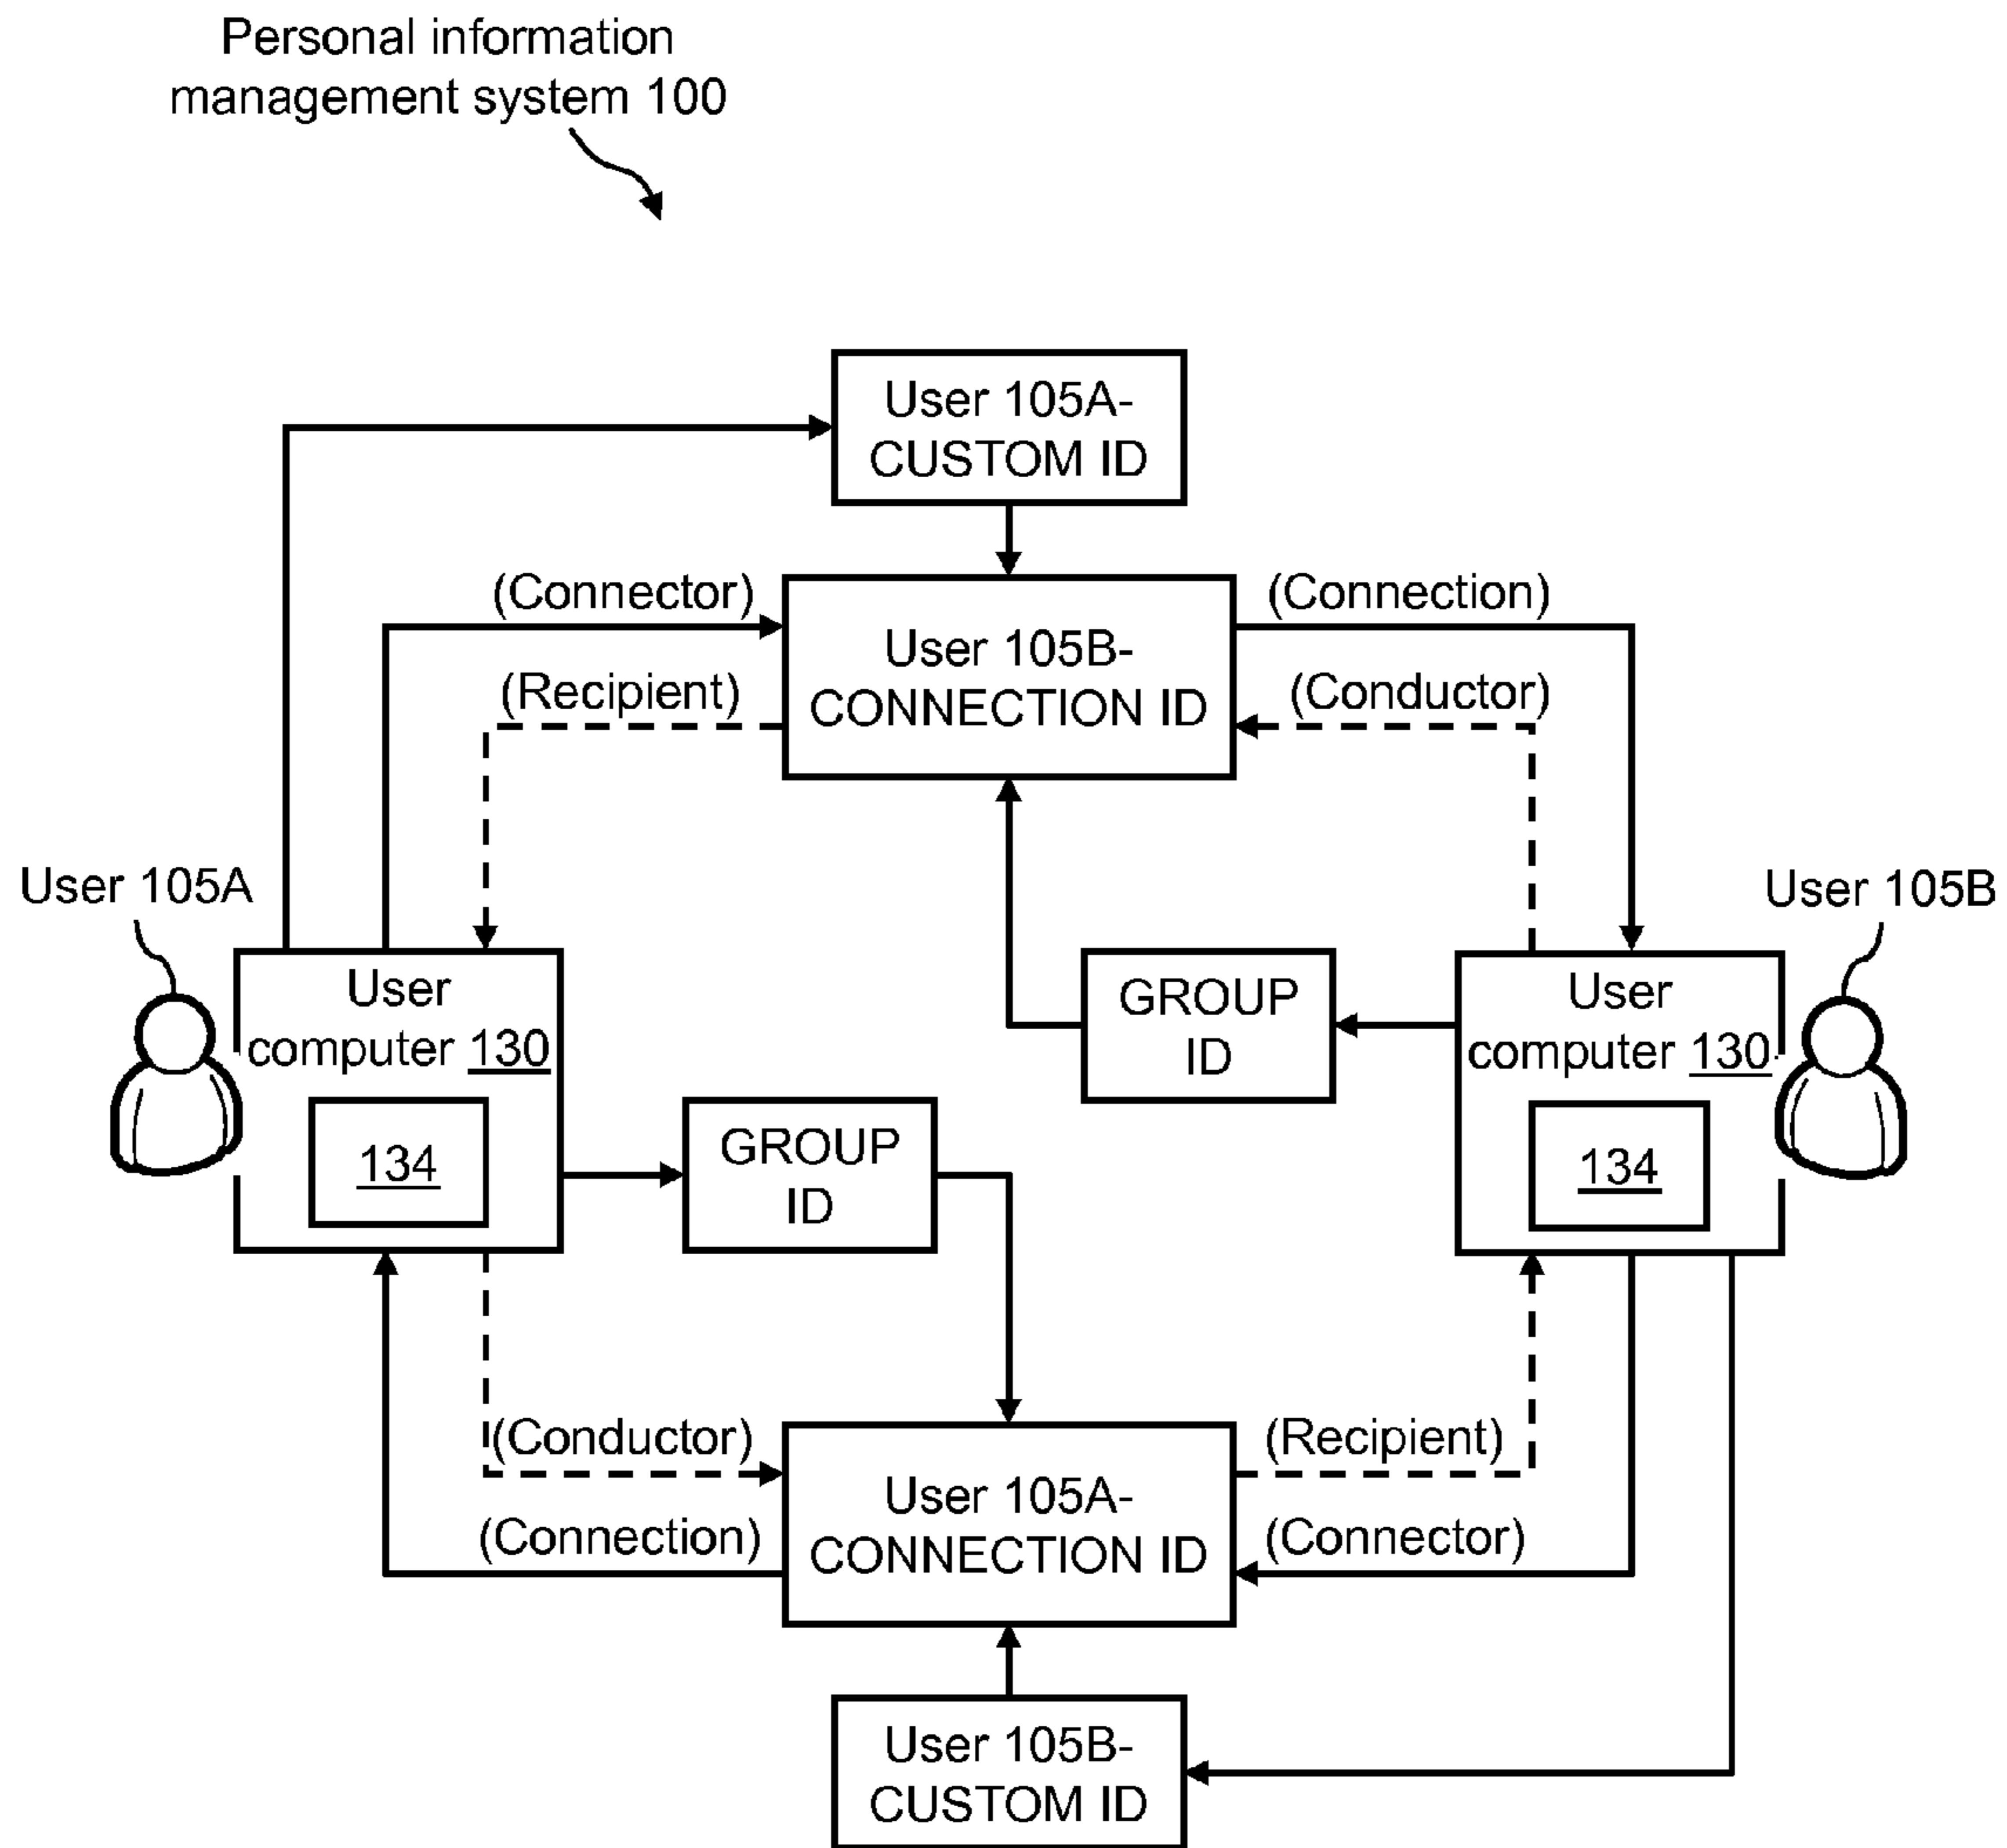 Personal information
management system 100
User 105A-
CUSTOM ID
(Connector)
(Connection)
User 105B-
CONNECTION ID
(Recipient)
(Conductor)
User 105A
User 105B
User
computer 130
134
GROUP
ID
GROUP
ID
User
computer 130
134
(Conductor)
(Recipient)
User 105A-
CONNECTION ID
(Connection)
(Connector)
User 105B-
CUSTOM ID